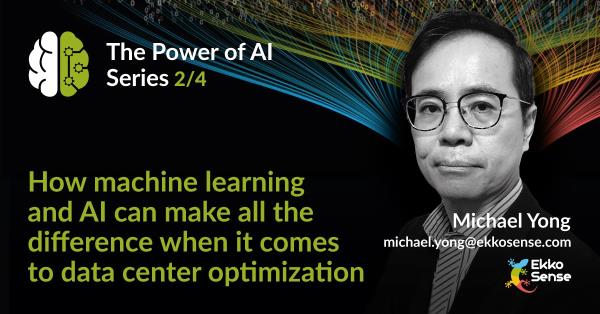 The Power of AI
Series 2/4
How machine learning
and AI can make all the
difference when it comes
to data center optimization
Michael Yong
michael.yong@ekkosense.com
Ekko
Sense